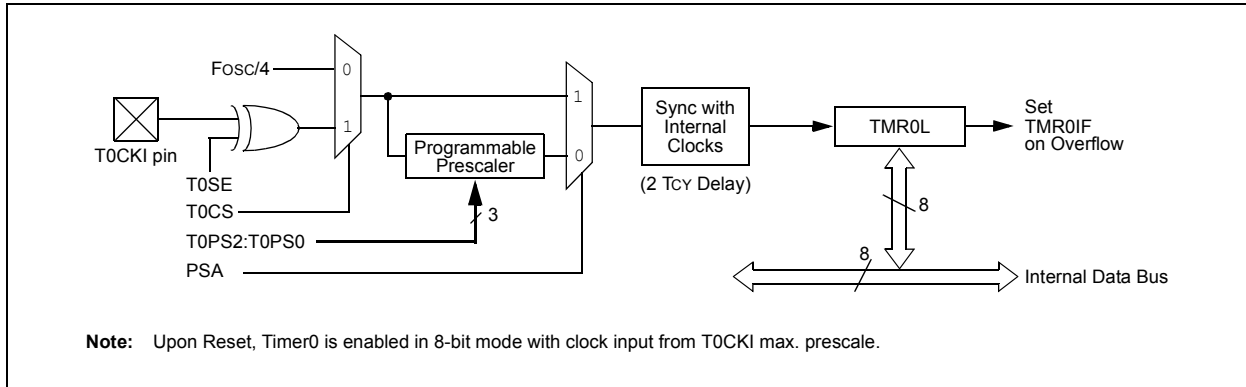 FOSC/4
0
1
T0CKI pin
T0SE
T0CS
T0PS2:T0PS0
PSA
Programmable
Prescaler
3
1
0
Sync with
Internal
Clocks
(2 TCY Delay)
TMR0L
Set
TMR0IF
on Overflow
8
8
Internal Data Bus
Note: Upon Reset, Timer0 is enabled in 8-bit mode with clock input from T0CKI max. prescale.